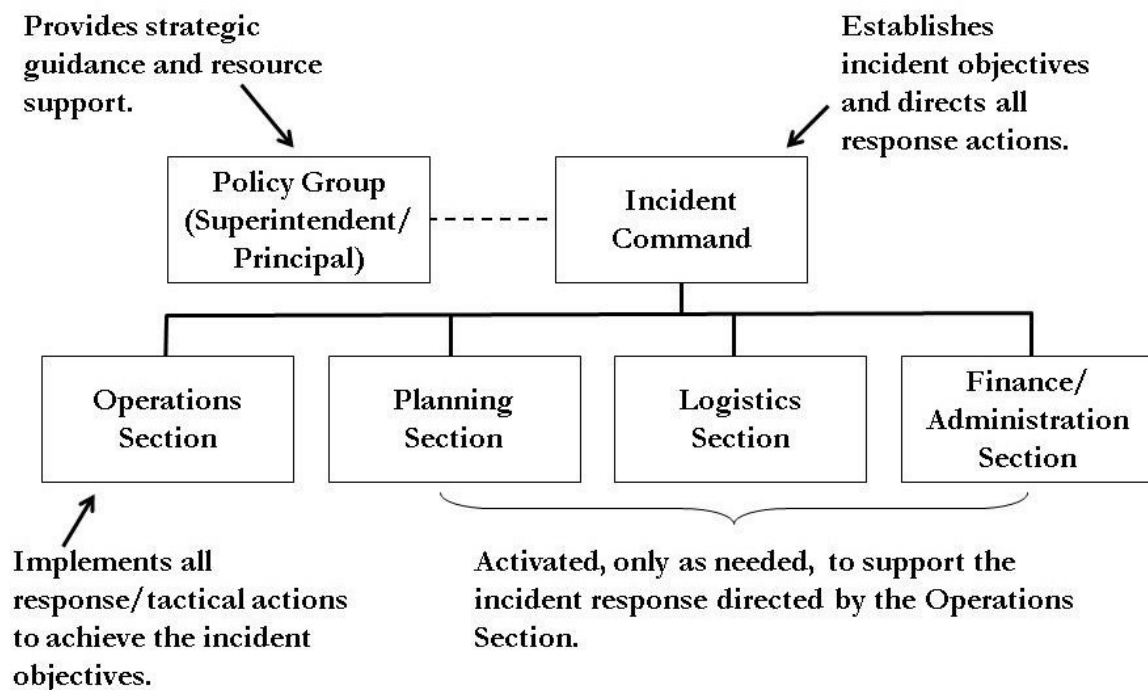 Provides strategic
guidance and resource
support.
Establishes
incident objectives
and directs all
response actions.
Policy Group
(Superintendent/
Principal)
Incident
Command
Operations
Section
Planning
Section
Logistics
Section
Finance/
Administration
Section
Implements all
response/tactical actions
to achieve the incident
objectives.
Activated, only as needed, to support the
incident response directed by the Operations
Section.